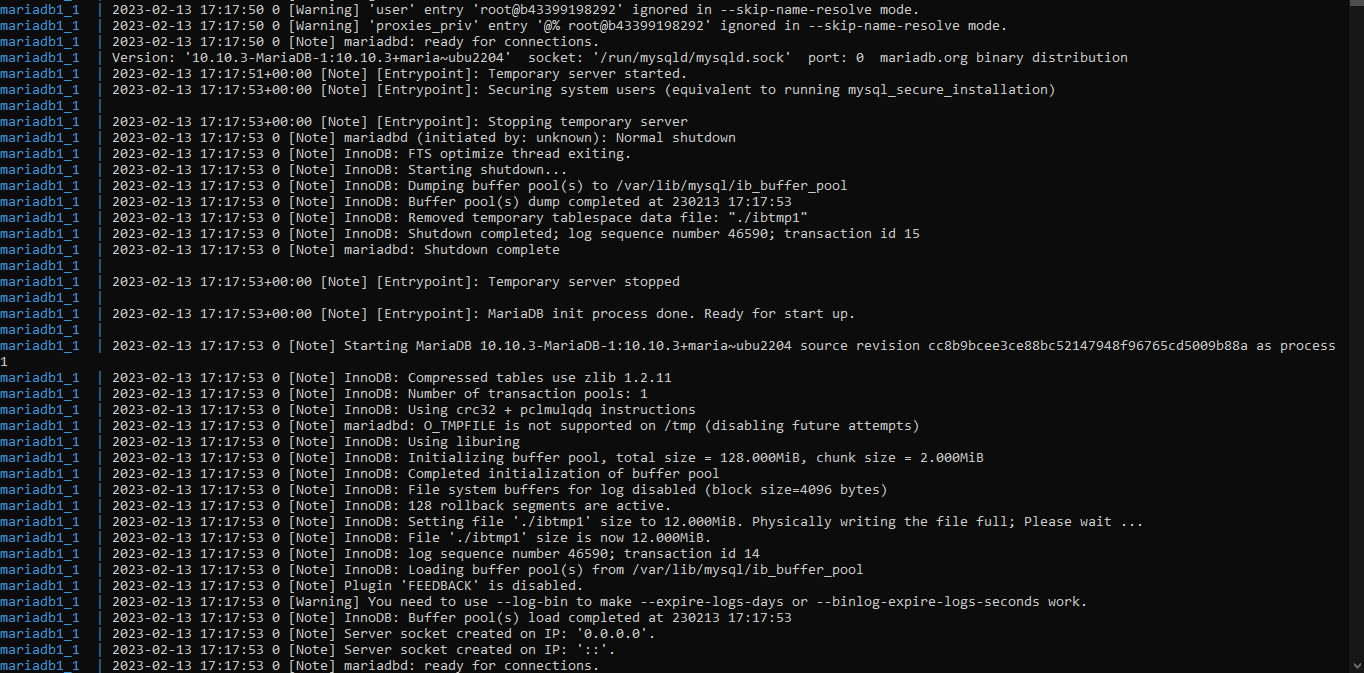 mariadb1_1  | 2023-02-13 17:17:50 0 [Warning] 'user' entry 'root@b43399198292' ignored in --skip-name-resolve mode.
mariadb1_1  | 2023-02-13 17:17:50 0 [Warning] 'proxies_priv' entry '@% root@b43399198292' ignored in --skip-name-resolve mode.
mariadb1_1  | 2023-02-13 17:17:50 0 [Note] mariadbd: ready for connections.
mariadb1_1  | Version: '10.10.3-MariaDB-1:10.10.3+maria~ubu2204'  socket: '/run/mysqld/mysqld.sock'  port: 0  mariadb.org binary distribution
mariadb1_1  | 2023-02-13 17:17:51+00:00 [Note] [Entrypoint]: Temporary server started.
mariadb1_1  | 2023-02-13 17:17:53+00:00 [Note] [Entrypoint]: Securing system users (equivalent to running mysql_secure_installation)
mariadb1_1  |
mariadb1_1  | 2023-02-13 17:17:53+00:00 [Note] [Entrypoint]: Stopping temporary server
mariadb1_1  | 2023-02-13 17:17:53 0 [Note] mariadbd (initiated by: unknown): Normal shutdown
mariadb1_1  | 2023-02-13 17:17:53 0 [Note] InnoDB: FTS optimize thread exiting.
mariadb1_1  | 2023-02-13 17:17:53 0 [Note] InnoDB: Starting shutdown...
mariadb1_1  | 2023-02-13 17:17:53 0 [Note] InnoDB: Dumping buffer pool(s) to /var/lib/mysql/ib_buffer_pool
mariadb1_1  | 2023-02-13 17:17:53 0 [Note] InnoDB: Buffer pool(s) dump completed at 230213 17:17:53
mariadb1_1  | 2023-02-13 17:17:53 0 [Note] InnoDB: Removed temporary tablespace data file: "./ibtmp1"
mariadb1_1  | 2023-02-13 17:17:53 0 [Note] InnoDB: Shutdown completed; log sequence number 46590; transaction id 15
mariadb1_1  | 2023-02-13 17:17:53 0 [Note] mariadbd: Shutdown complete
mariadb1_1  |
mariadb1_1  | 2023-02-13 17:17:53+00:00 [Note] [Entrypoint]: Temporary server stopped
mariadb1_1  |
mariadb1_1  | 2023-02-13 17:17:53+00:00 [Note] [Entrypoint]: MariaDB init process done. Ready for start up.
mariadb1_1  |
mariadb1_1  | 2023-02-13 17:17:53 0 [Note] Starting MariaDB 10.10.3-MariaDB-1:10.10.3+maria~ubu2204 source revision cc8b9bcee3ce88bc52147948f96765cd5009b88a as process
1
mariadb1_1  | 2023-02-13 17:17:53 0 [Note] InnoDB: Compressed tables use zlib 1.2.11
mariadb1_1  | 2023-02-13 17:17:53 0 [Note] InnoDB: Number of transaction pools: 1
mariadb1_1  | 2023-02-13 17:17:53 0 [Note] InnoDB: Using crc32 + pclmulqdq instructions
mariadb1_1  | 2023-02-13 17:17:53 0 [Note] mariadbd: O_TMPFILE is not supported on /tmp (disabling future attempts)
mariadb1_1  | 2023-02-13 17:17:53 0 [Note] InnoDB: Using liburing
mariadb1_1  | 2023-02-13 17:17:53 0 [Note] InnoDB: Initializing buffer pool, total size = 128.000MiB, chunk size = 2.000MiB
mariadb1_1  | 2023-02-13 17:17:53 0 [Note] InnoDB: Completed initialization of buffer pool
mariadb1_1  | 2023-02-13 17:17:53 0 [Note] InnoDB: File system buffers for log disabled (block size=4096 bytes)
mariadb1_1  | 2023-02-13 17:17:53 0 [Note] InnoDB: 128 rollback segments are active.
mariadb1_1  | 2023-02-13 17:17:53 0 [Note] InnoDB: Setting file './ibtmp1' size to 12.000MiB. Physically writing the file full; Please wait ...
mariadb1_1  | 2023-02-13 17:17:53 0 [Note] InnoDB: File './ibtmp1' size is now 12.000MiB.
mariadb1_1  | 2023-02-13 17:17:53 0 [Note] InnoDB: log sequence number 46590; transaction id 14
mariadb1_1  | 2023-02-13 17:17:53 0 [Note] InnoDB: Loading buffer pool(s) from /var/lib/mysql/ib_buffer_pool
mariadb1_1  | 2023-02-13 17:17:53 0 [Note] Plugin 'FEEDBACK' is disabled.
mariadb1_1  | 2023-02-13 17:17:53 0 [Warning] You need to use --log-bin to make --expire-logs-days or --binlog-expire-logs-seconds work.
mariadb1_1  | 2023-02-13 17:17:53 0 [Note] InnoDB: Buffer pool(s) load completed at 230213 17:17:53
mariadb1_1  | 2023-02-13 17:17:53 0 [Note] Server socket created on IP: '0.0.0.0'.
mariadb1_1  | 2023-02-13 17:17:53 0 [Note] Server socket created on IP: '::'.
mariadb1_1  | 2023-02-13 17:17:53 0 [Note] mariadbd: ready for connections.